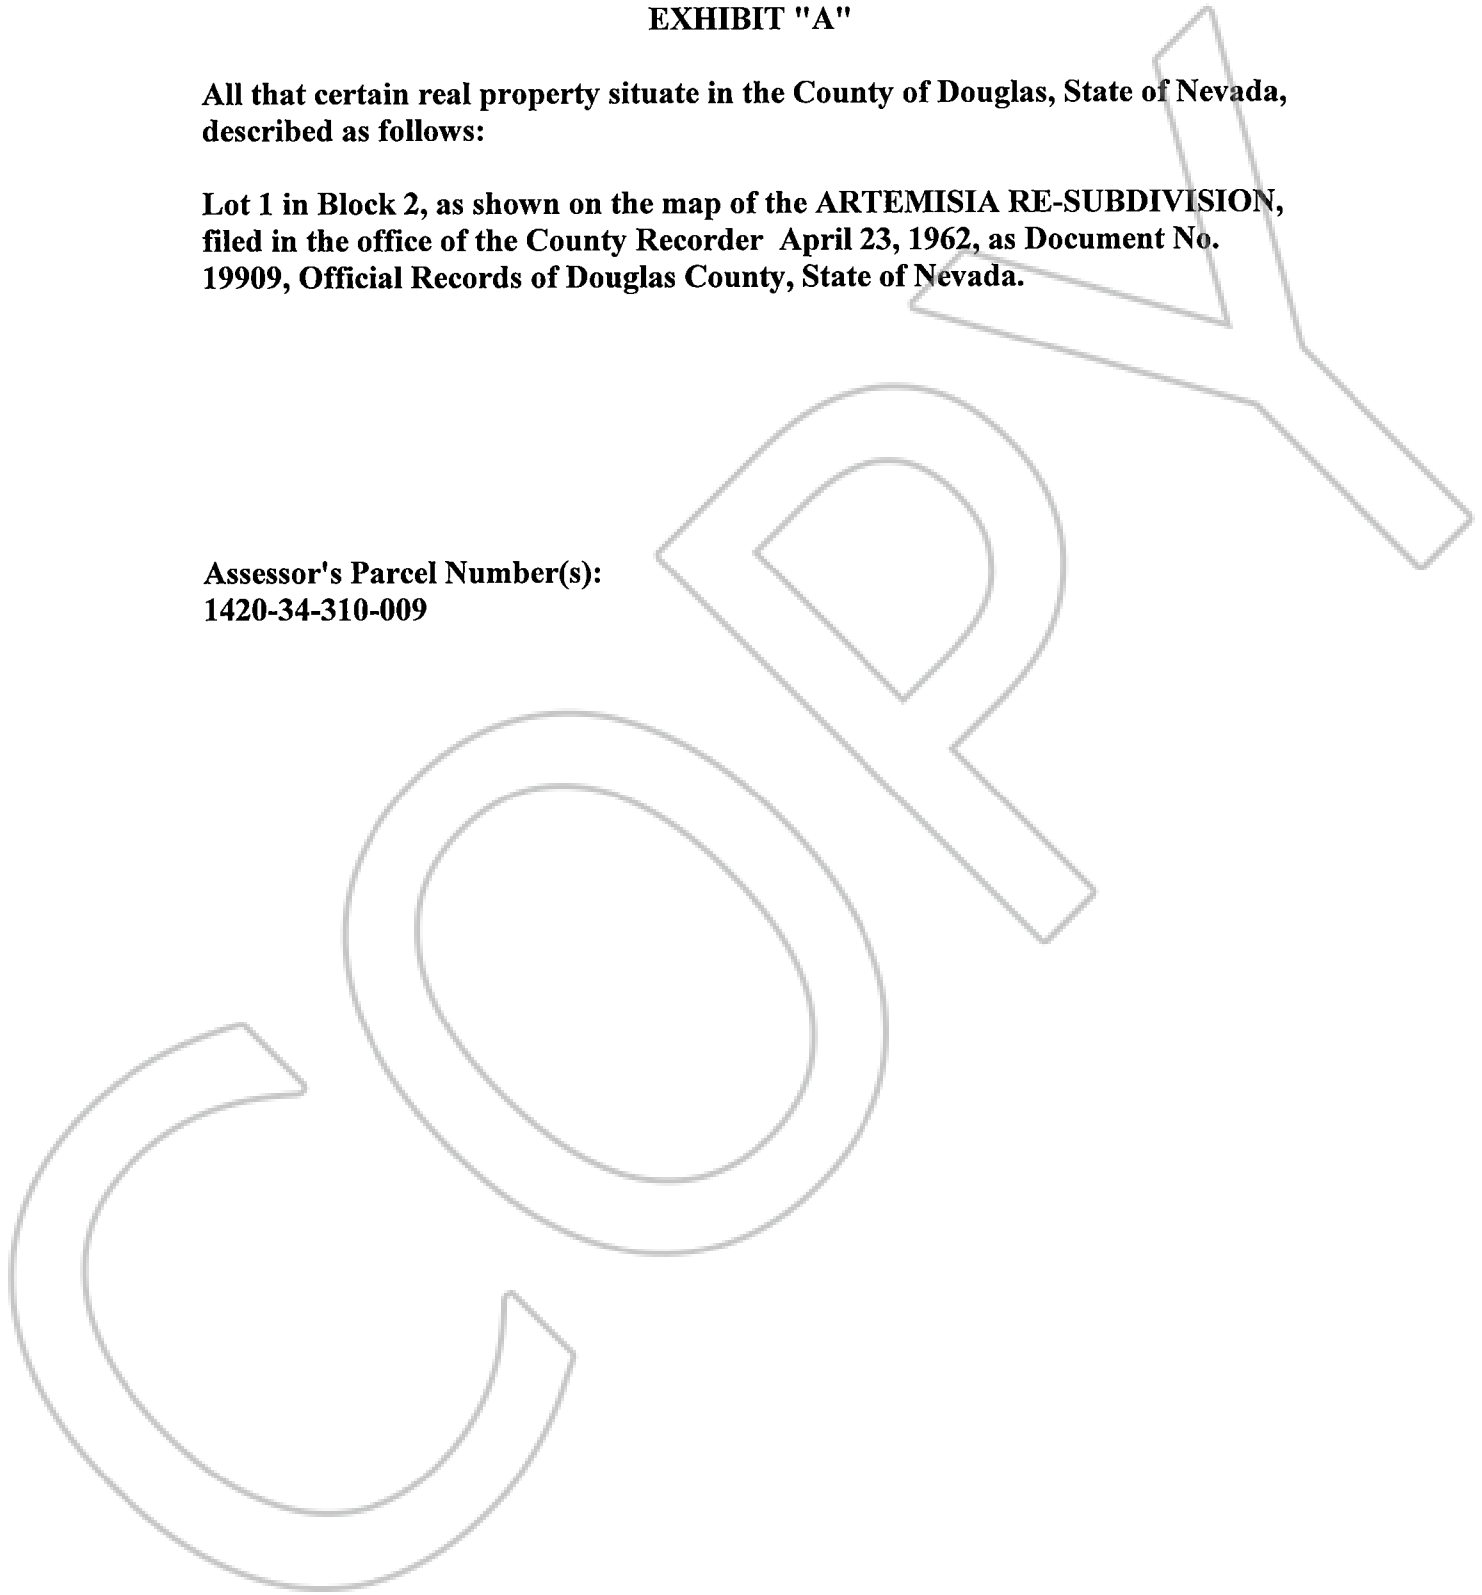 EXHIBIT "A"
All that certain real property situate in the County of Douglas, State of Nevada,
described as follows:
Lot 1 in Block 2, as shown on the map of the ARTEMISIA RE-SUBDIVISION,
filed in the office of the County Recorder  April 23, 1962, as Document No.
19909, Official Records of Douglas County, State of Nevada.
Assessor's Parcel Number(s):
1420-34-310-009
COPY